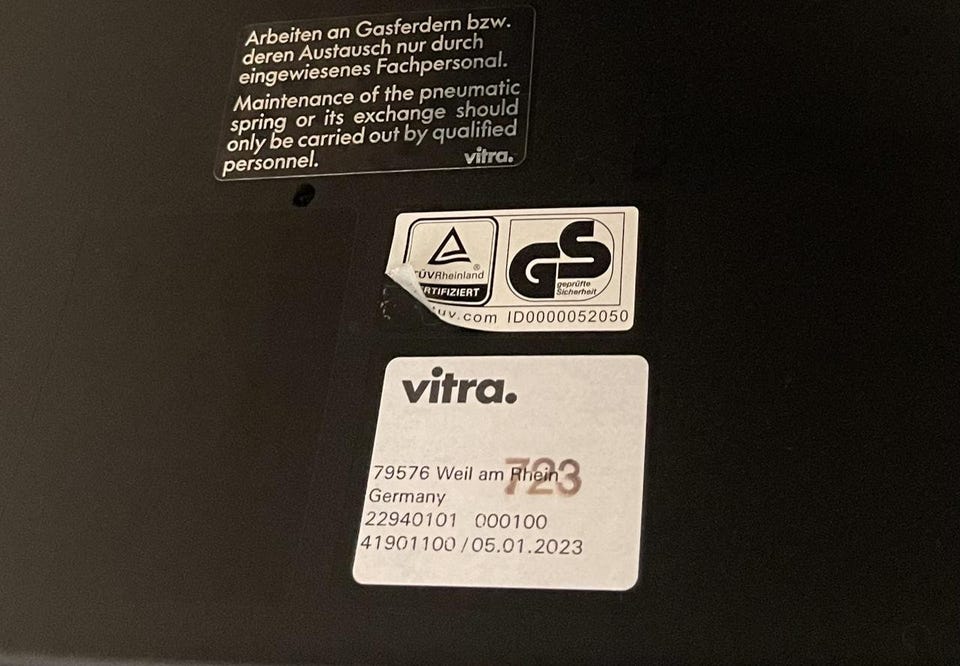 Arbeiten an Gasferdern bzw.
deren Austausch nur durch
eingewiesenes Fachpersonal.
Maintenance of the pneumatic
spring or its exchange should
only be carried out by qualified
personnel.
vitra.
ÜVRheinland
®
RTIFIZIERT
GS
geprüfte
Sicherheit
uv.com ID0000052050
vitra.
723
79576 Weil am Rhein
Germany
22940101 000100
41901100 / 05.01.2023